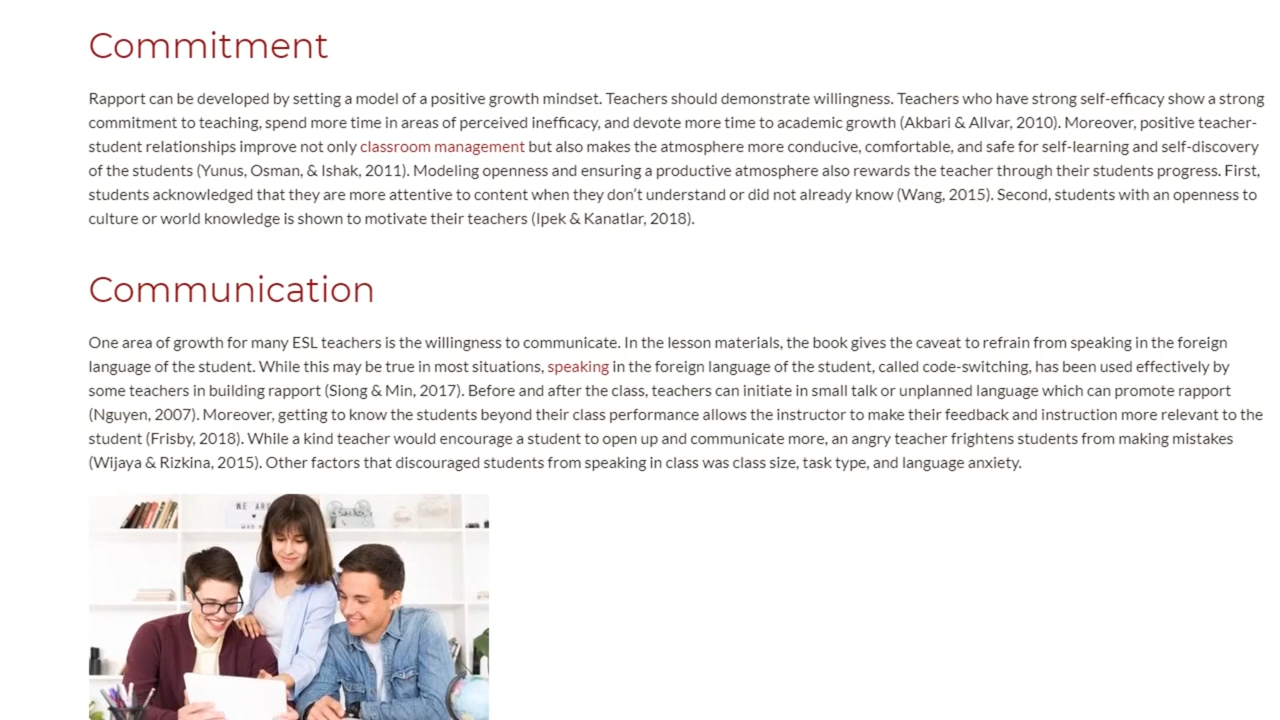 Commitment
Rapport can be developed by setting a model of a positive growth mindset. Teachers should demonstrate willingness. Teachers who have strong self-efficacy show a strong
commitment to teaching, spend more time in areas of perceived inefficacy, and devote more time to academic growth (Akbari & Allvar, 2010). Moreover, positive teacher-
student relationships improve not only classroom management but also makes the atmosphere more conducive, comfortable, and safe for self-learning and self-discovery
of the students (Yunus, Osman, & Ishak, 2011). Modeling openness and ensuring a productive atmosphere also rewards the teacher through their students progress. First,
students acknowledged that they are more attentive to content when they don’t understand or did not already know (Wang, 2015). Second, students with an openness to
culture or world knowledge is shown to motivate their teachers (Ipek & Kanatlar, 2018).
Communication
One area of growth for many ESL teachers is the willingness to communicate. In the lesson materials, the book gives the caveat to refrain from speaking in the foreign
language of the student. While this may be true in most situations, speaking in the foreign language of the student, called code-switching, has been used effectively by
some teachers in building rapport (Siong & Min, 2017). Before and after the class, teachers can initiate in small talk or unplanned language which can promote rapport
(Nguyen, 2007). Moreover, getting to know the students beyond their class performance allows the instructor to make their feedback and instruction more relevant to the
student (Frisby, 2018). While a kind teacher would encourage a student to open up and communicate more, an angry teacher frightens students from making mistakes
(Wijaya & Rizkina, 2015). Other factors that discouraged students from speaking in class was class size, task type, and language anxiety.
WE ARE